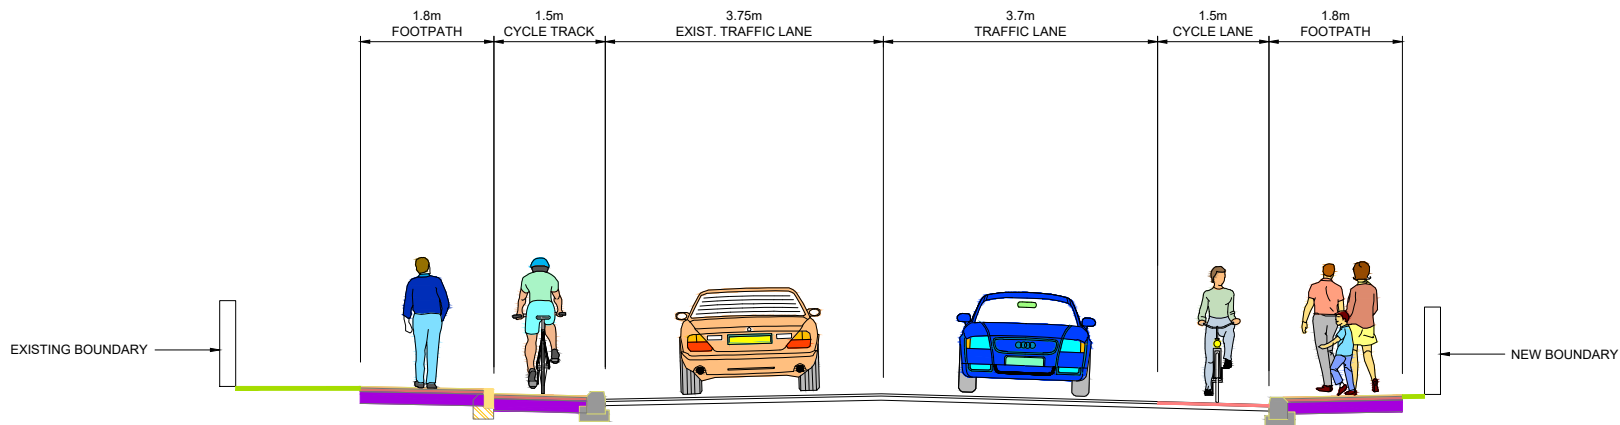 1.8m
FOOTPATH
1.5m
CYCLE TRACK
3.75m
EXIST. TRAFFIC LANE
3.7m
TRAFFIC LANE
1.5m
CYCLE LANE
1.8m
FOOTPATH
EXISTING BOUNDARY
NEW BOUNDARY